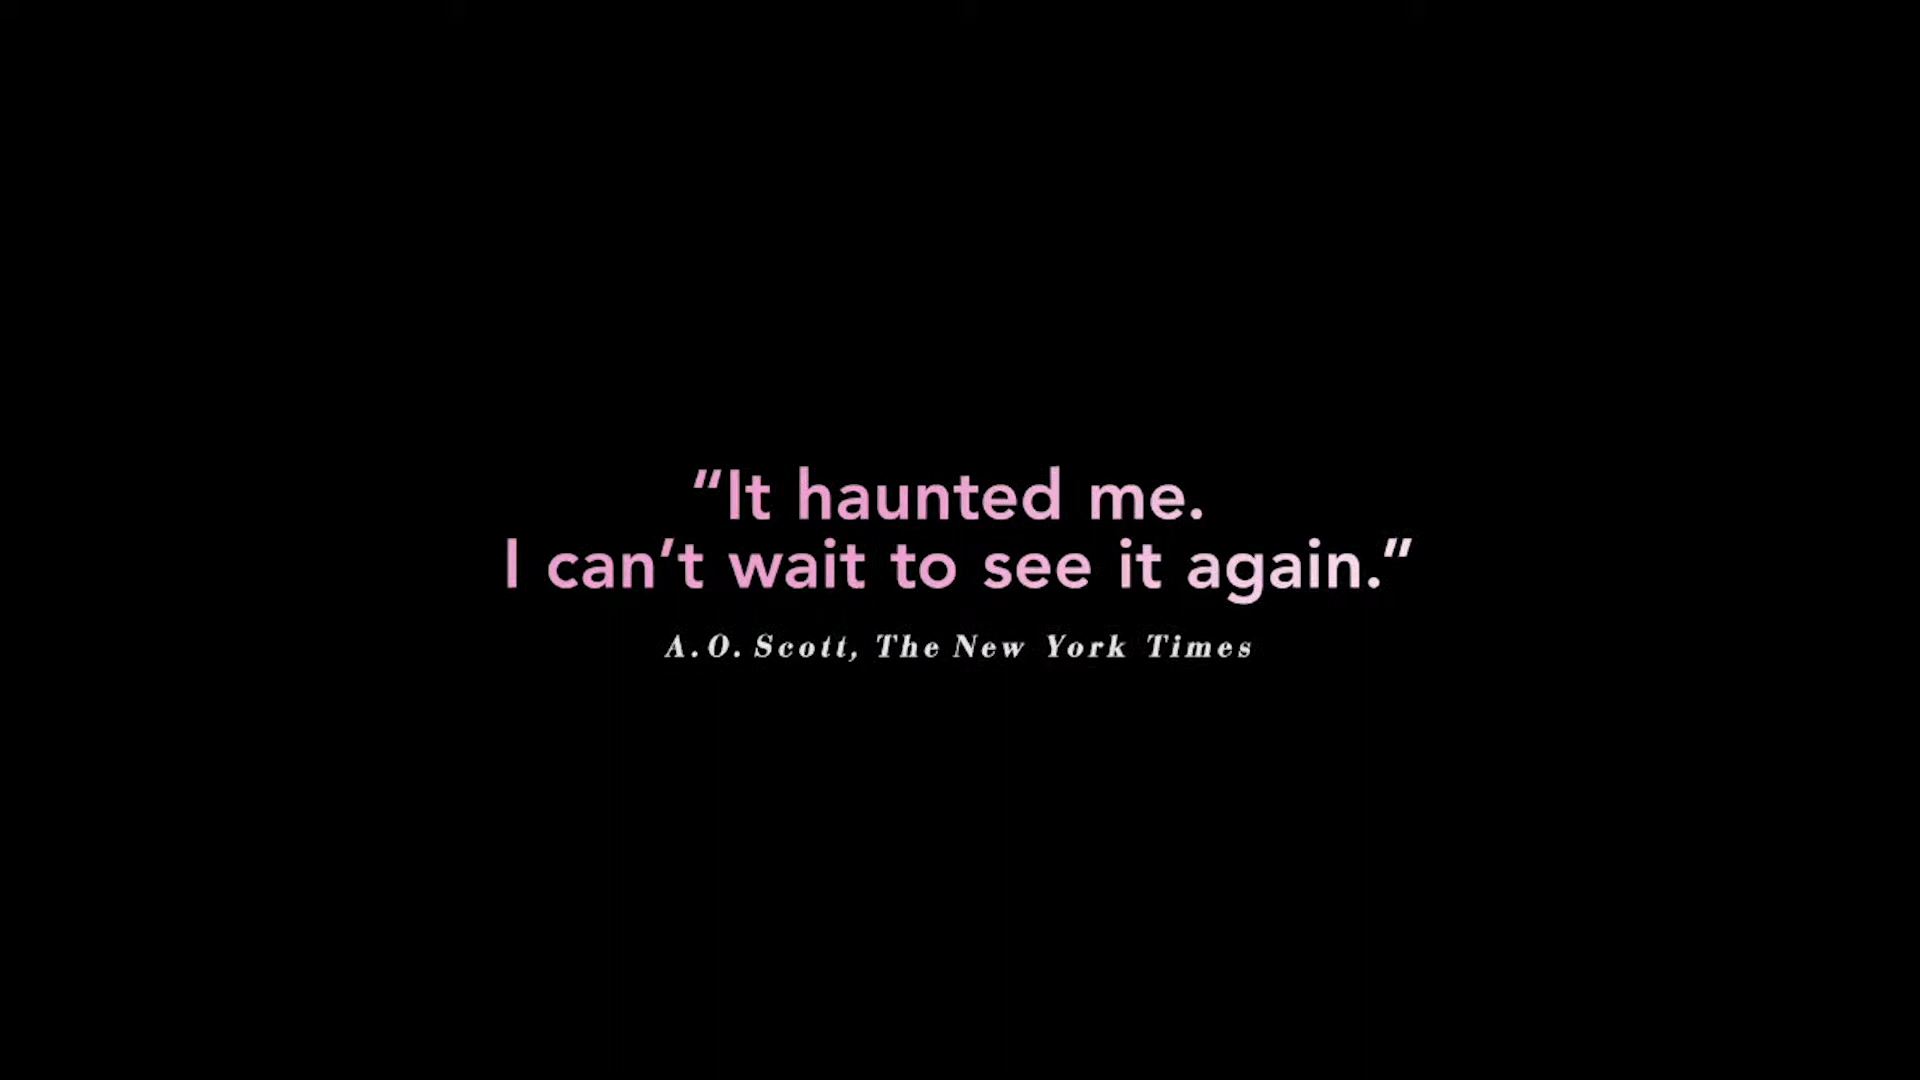 “It haunted me.
I can’t wait to see it again.”
A.O. Scott, The New York Times